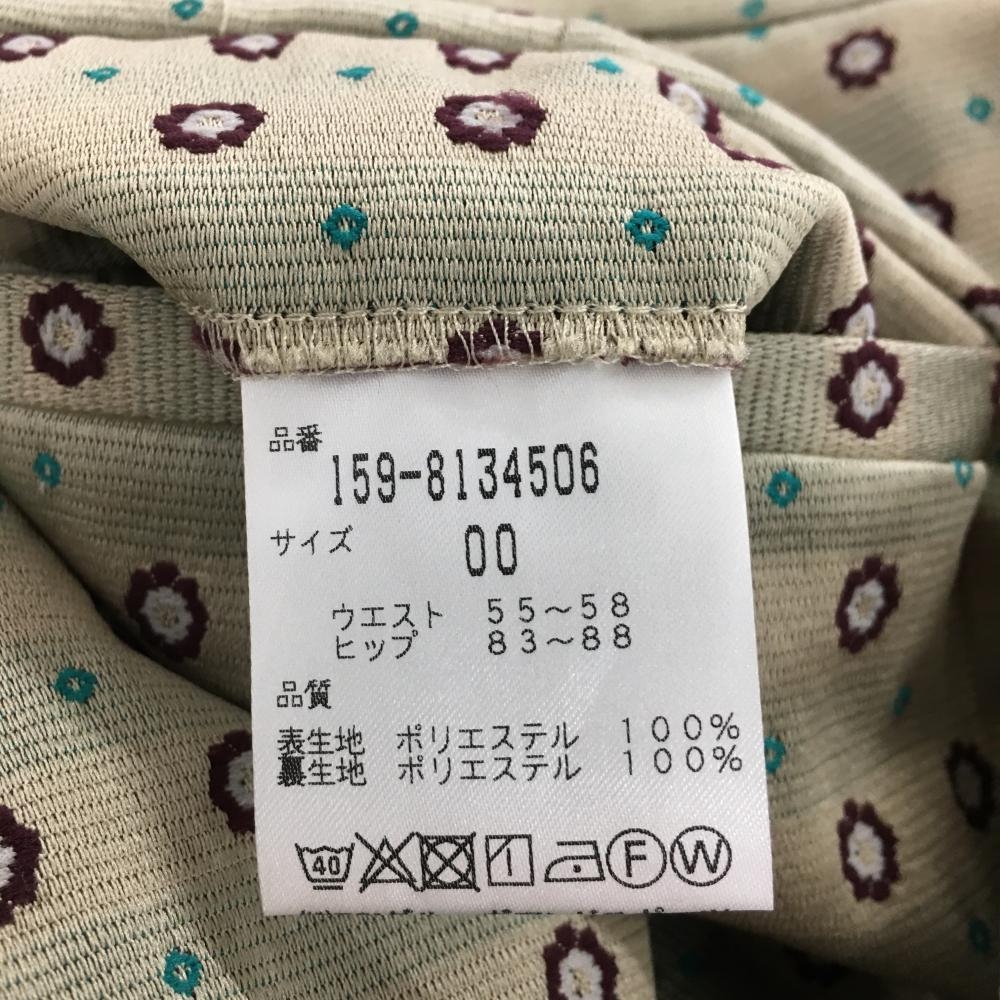 品番
159-8134506
サイズ 00
ウエスト 55～58
ヒップ 83～88
品質
表生地 ポリエステル 100%
裏生地 ポリエステル 100%
40 F W